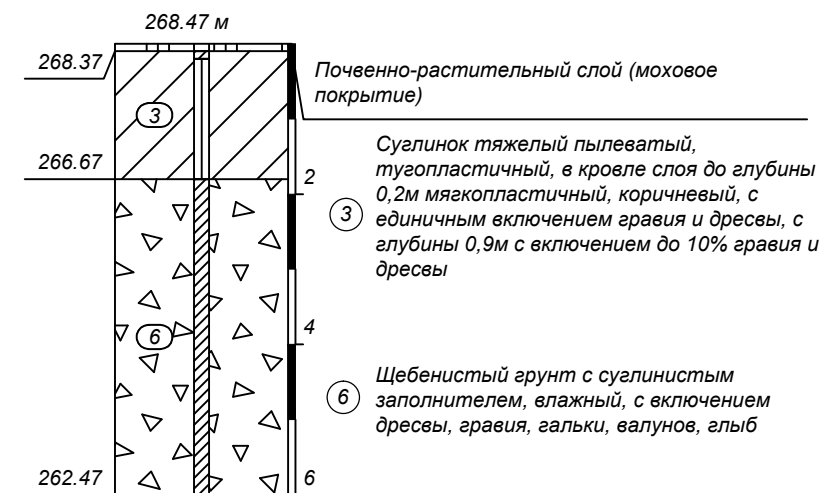 268.47 м
268.37
Почвенно-растительный слой (моховое
покрытие)
3
266.67
2
3
Суглинок тяжелый пылеватый,
тугопластичный, в кровле слоя до глубины
0,2м мягкопластичный, коричневый, с
единичным включением гравия и дресвы, с
глубины 0,9м с включением до 10% гравия и
дресвы
6
4
6
Щебенистый грунт с суглинистым
заполнителем, влажный, с включением
дресвы, гравия, гальки, валунов, глыб
262.47
6